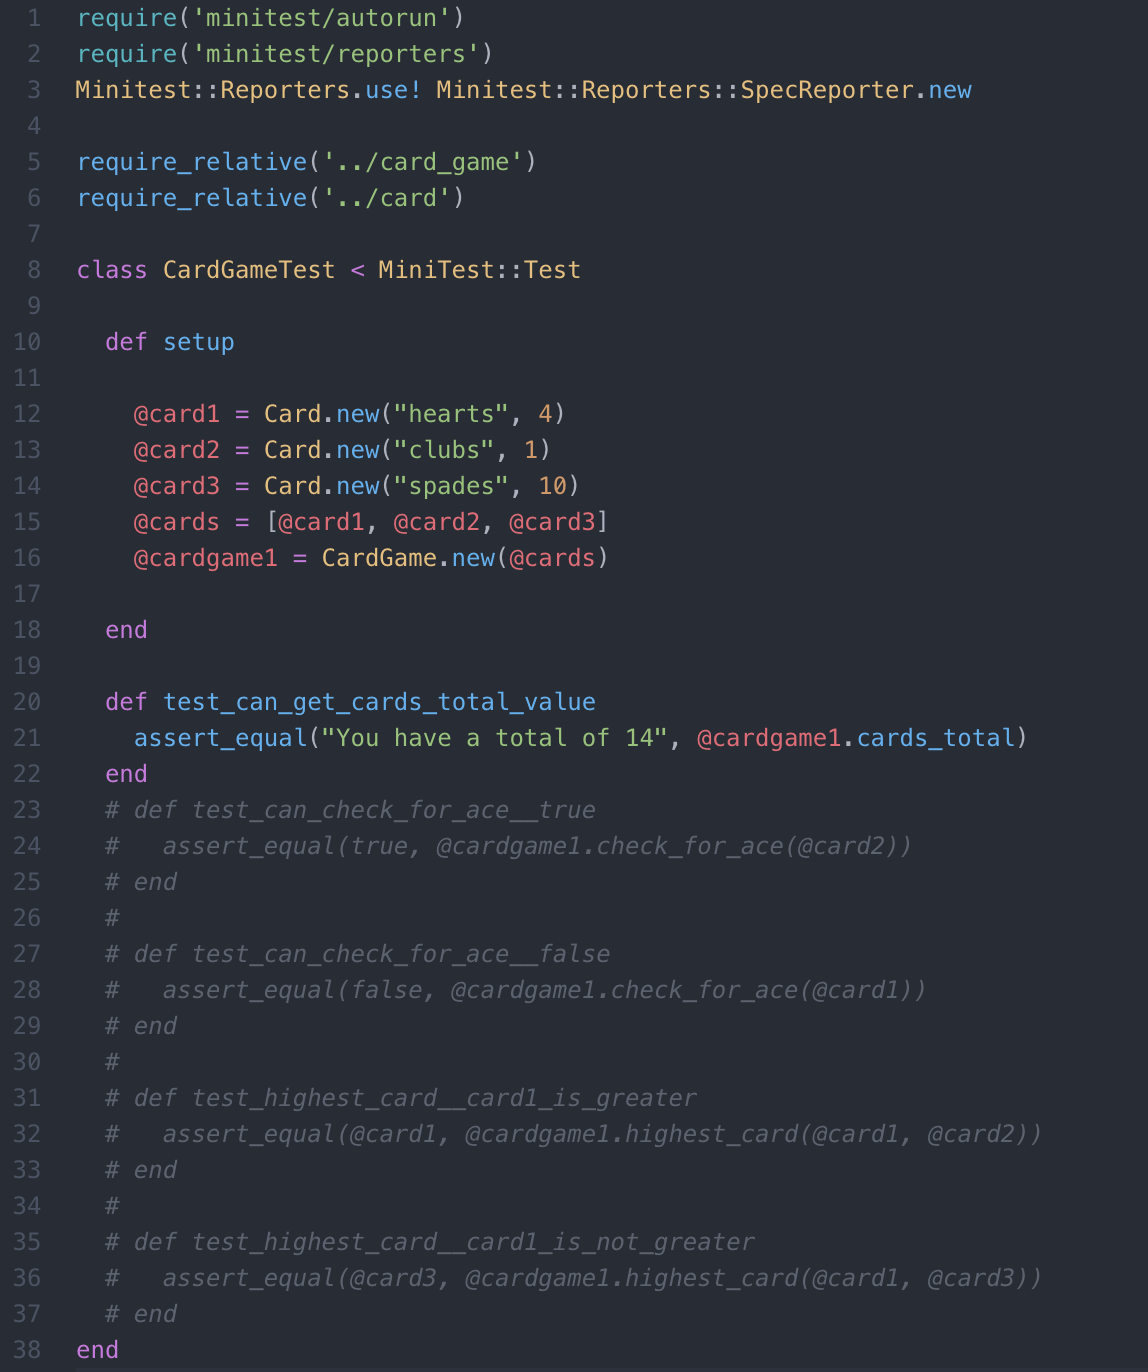 1 require('minitest/autorun')
2 require('minitest/reporters')
3 Minitest::Reporters.use! Minitest::Reporters::SpecReporter.new
4
5 require_relative('../card_game')
6 require_relative('../card')
7
8 class CardGameTest < MiniTest::Test
9
10   def setup
11
12     @card1 = Card.new("hearts", 4)
13     @card2 = Card.new("clubs", 1)
14     @card3 = Card.new("spades", 10)
15     @cards = [@card1, @card2, @card3]
16     @cardgame1 = CardGame.new(@cards)
17
18   end
19
20   def test_can_get_cards_total_value
21     assert_equal("You have a total of 14", @cardgame1.cards_total)
22   end
23   # def test_can_check_for_ace__true
24   #   assert_equal(true, @cardgame1.check_for_ace(@card2))
25   # end
26   #
27   # def test_can_check_for_ace__false
28   #   assert_equal(false, @cardgame1.check_for_ace(@card1))
29   # end
30   #
31   # def test_highest_card__card1_is_greater
32   #   assert_equal(@card1, @cardgame1.highest_card(@card1, @card2))
33   # end
34   #
35   # def test_highest_card__card1_is_not_greater
36   #   assert_equal(@card3, @cardgame1.highest_card(@card1, @card3))
37   # end
38 end